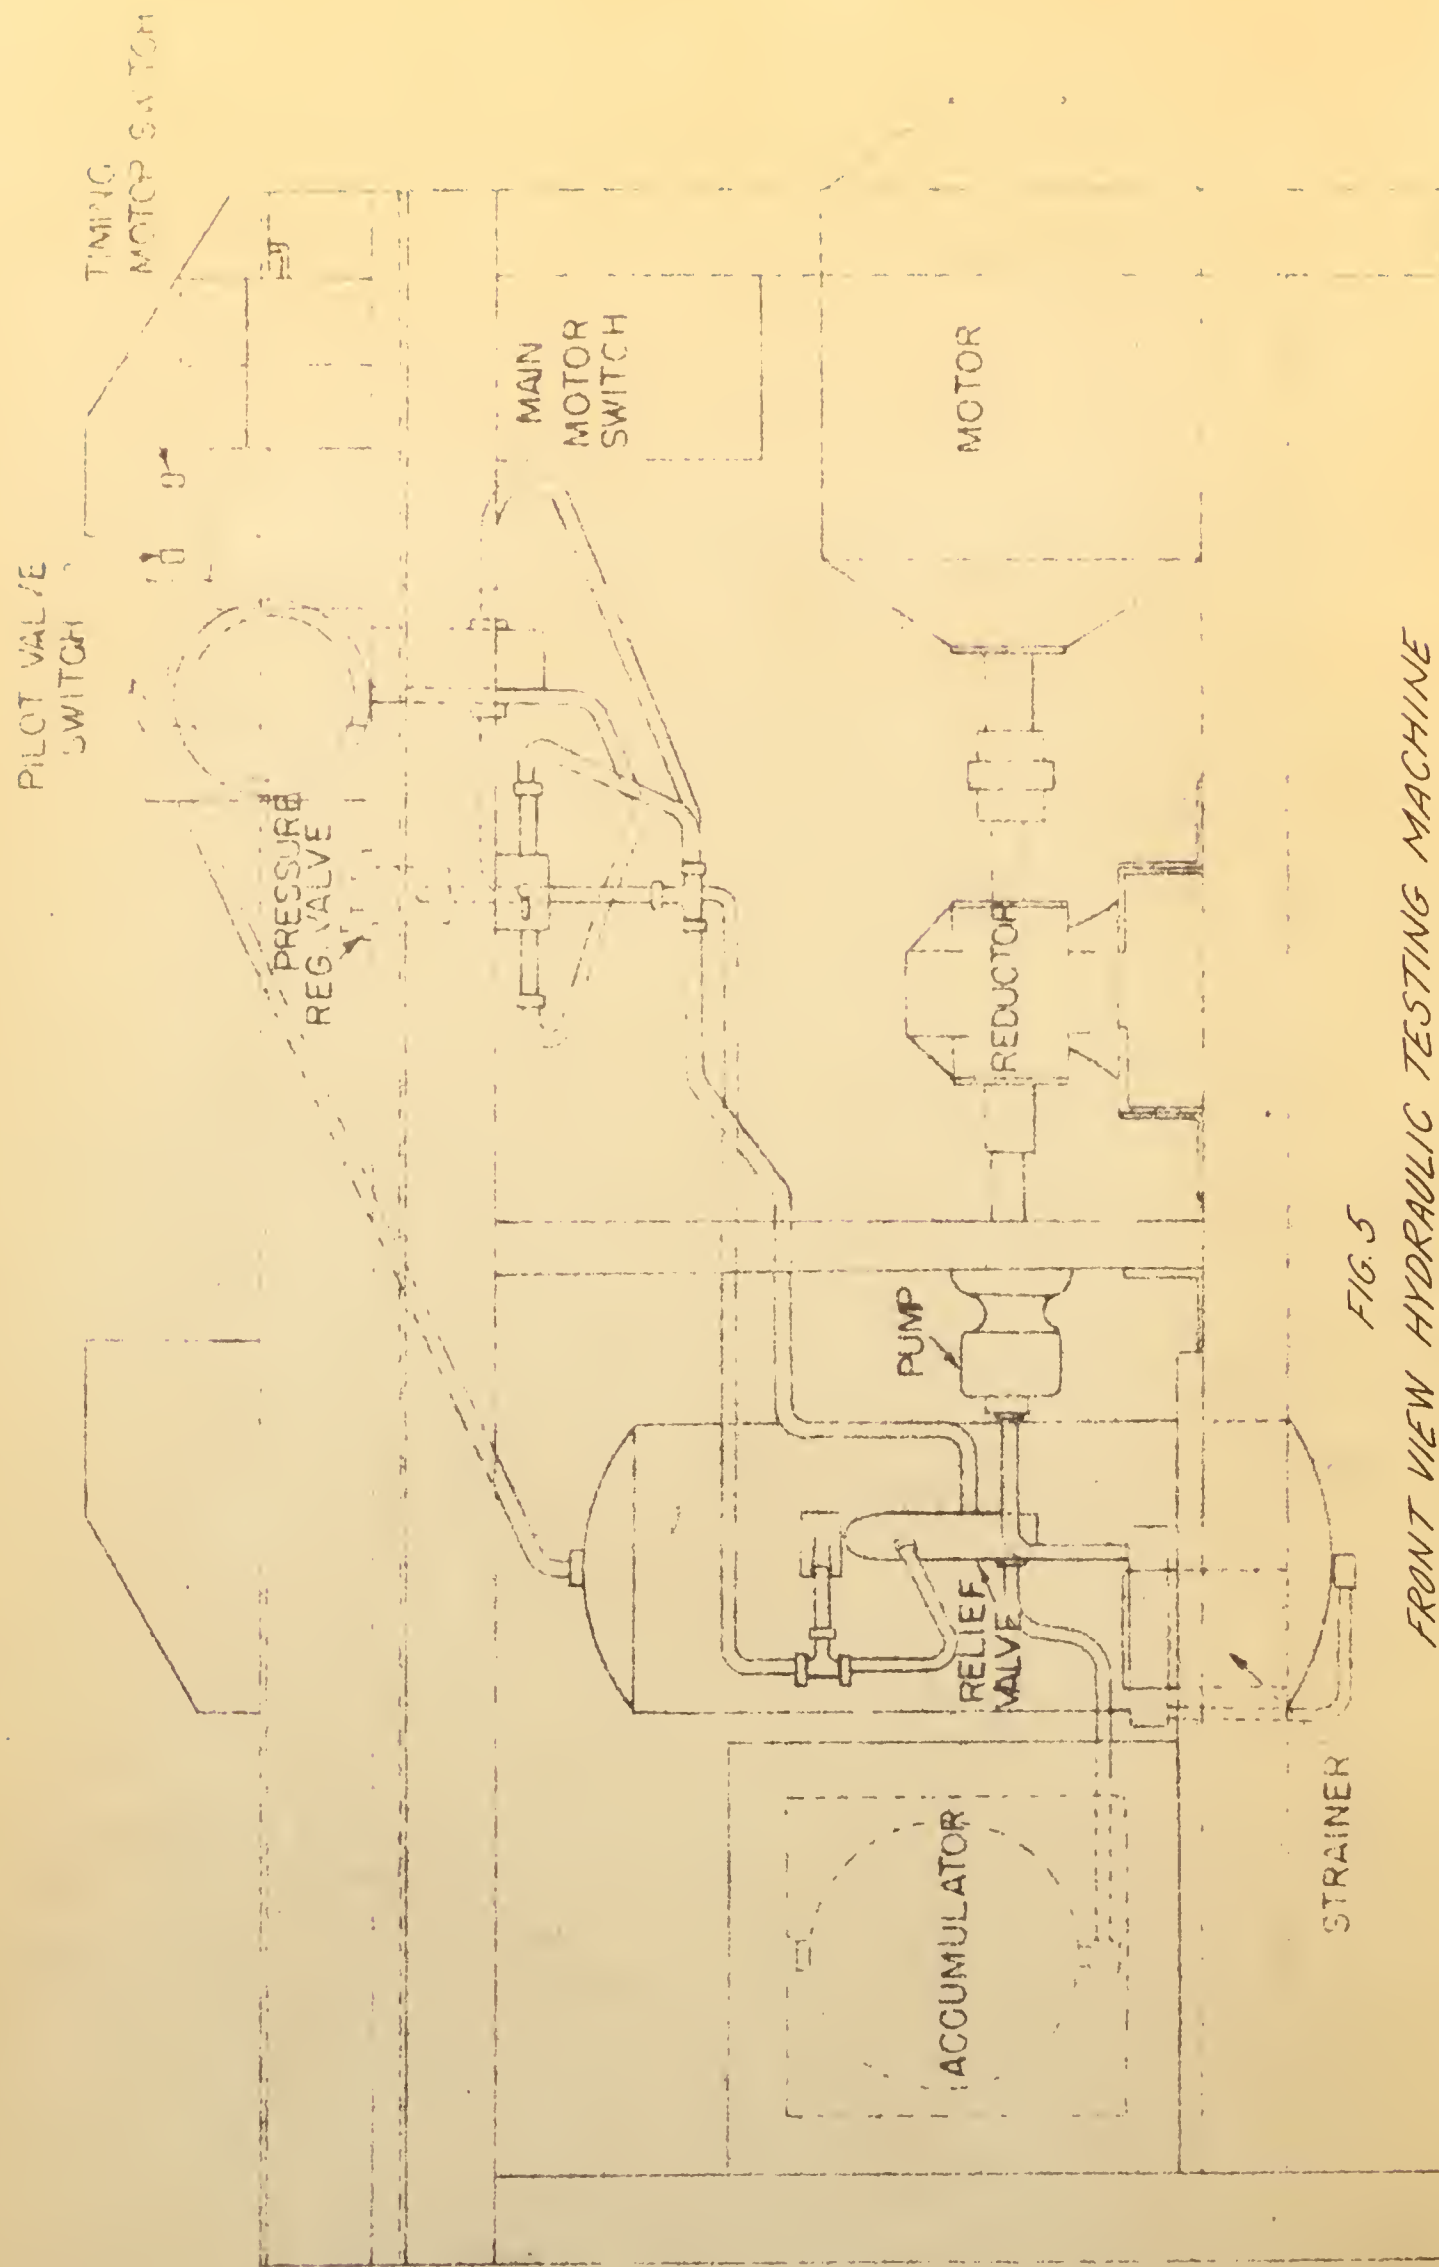 PILOT VALVE
SWITCH
TIMING
MOTOR SWITCH
PRESSURE
REG. VALVE
MAIN
MOTOR
SWITCH
ACCUMULATOR
RELIEF
VALVE
PUMP
REDUCTOR
MOTOR
STRAINER
FIG. 5
FRONT VIEW HYDRAULIC TESTING MACHINE